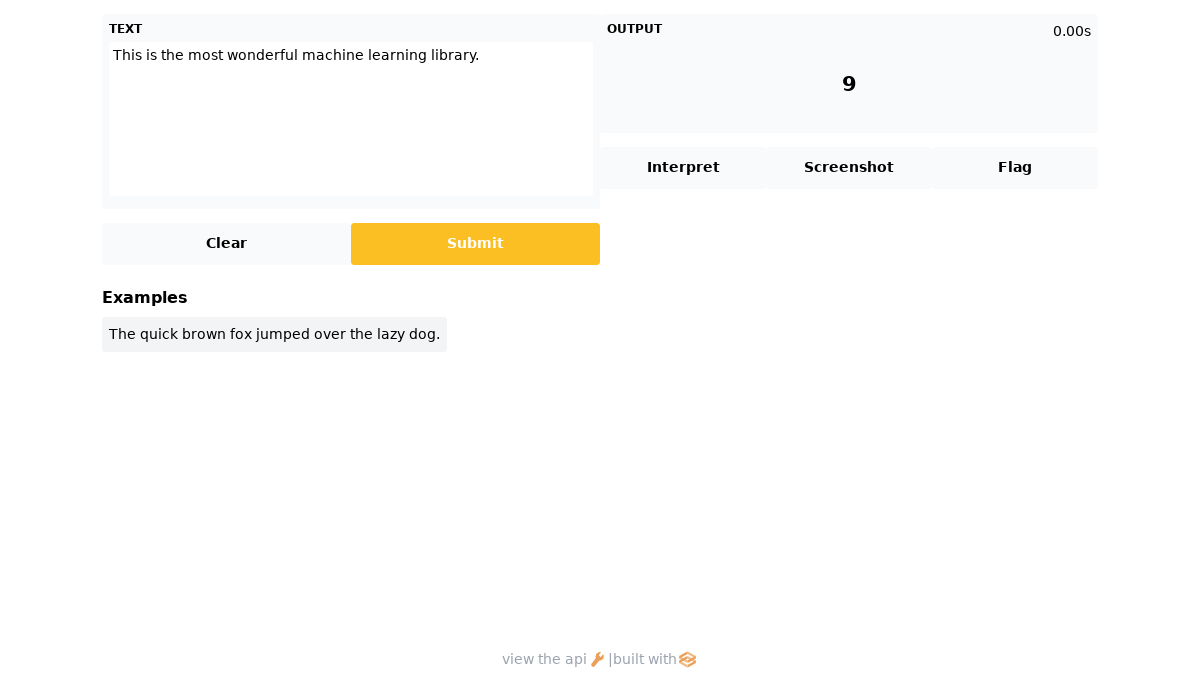 TEXT
This is the most wonderful machine learning library.
OUTPUT
0.00s
9
Interpret
Screenshot
Flag
Clear
Submit
Examples
The quick brown fox jumped over the lazy dog.
view the api | built with